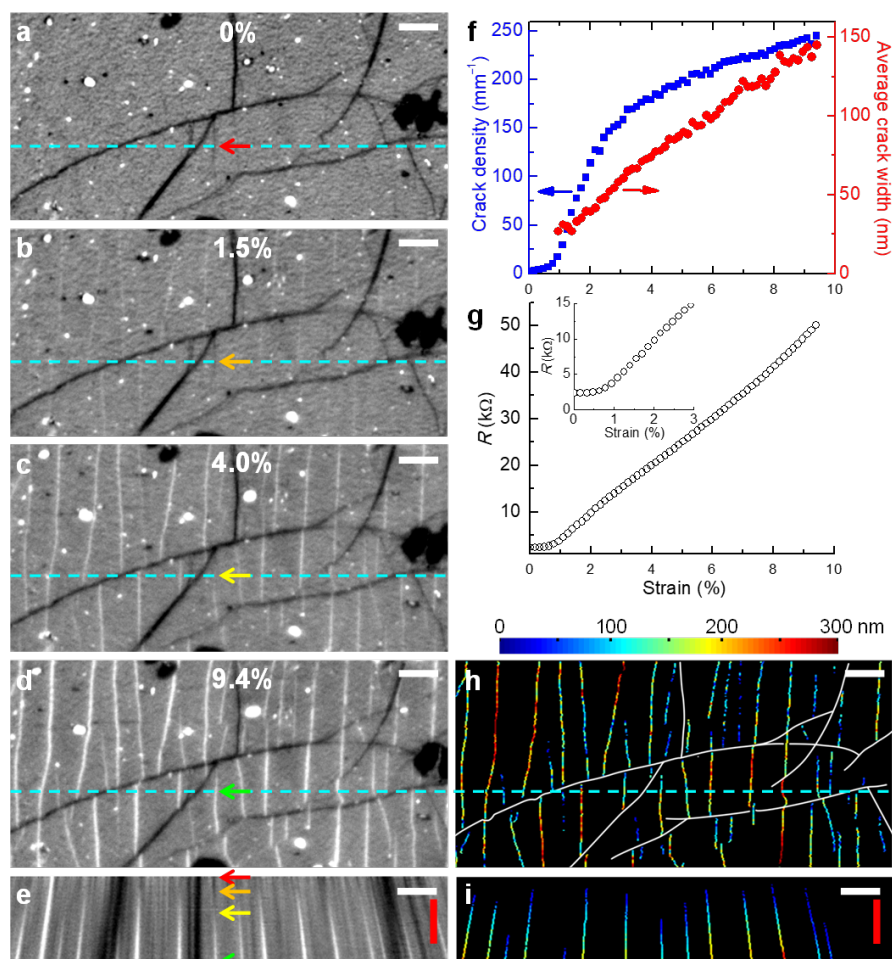 a
0%
b
1.5%
c
4.0%
d
9.4%
e
f
250
200
150
100
50
0
Crack density (mm⁻¹)
150
100
50
0
Average crack width (nm)
0 2 4 6 8 10
g
50
40
30
20
10
R (kΩ)
15
10
5
0
R (kΩ)
0 1 2 3
Strain (%)
0 2 4 6 8 10
Strain (%)
0 100 200 300 nm
h
i